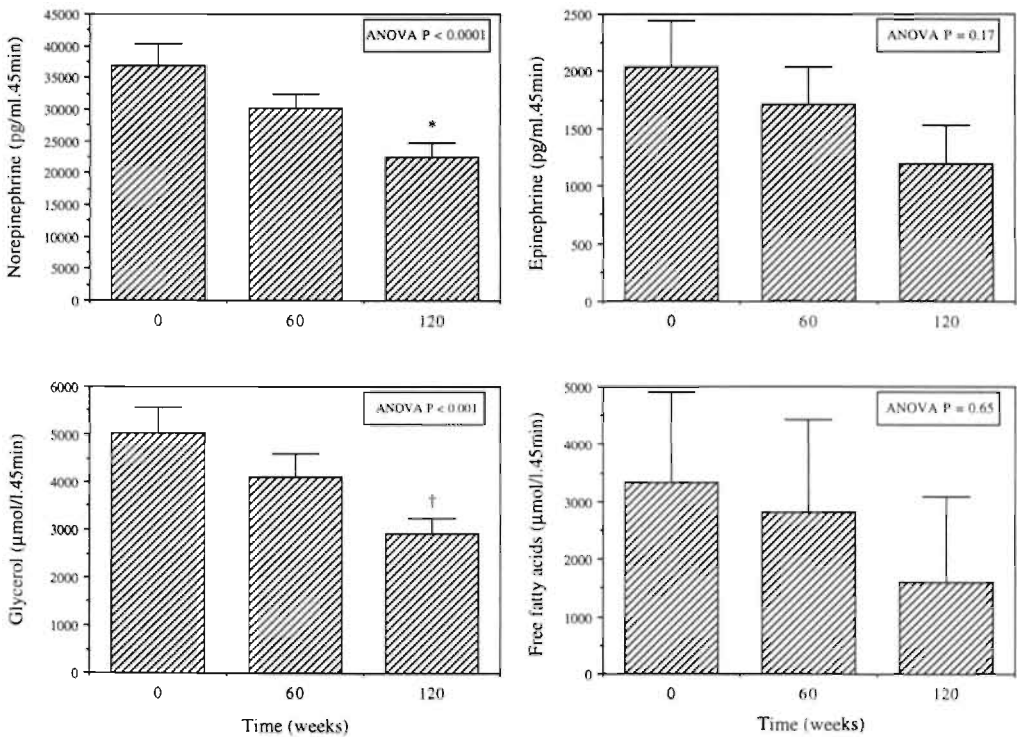 Norepinephrine (pg/ml.45min)
45000
40000
35000
30000
25000
20000
15000
10000
5000
0
ANOVA P < 0.0001
*
0 60 120
Epinephrine (pg/ml.45min)
2500
2000
1500
1000
500
0
ANOVA P = 0.17
0 60 120
Glycerol (µmol/l.45min)
6000
5000
4000
3000
2000
1000
0
ANOVA P < 0.001
†
0 60 120
Time (weeks)
Free fatty acids (µmol/l.45min)
5000
4000
3000
2000
1000
0
ANOVA P = 0.65
0 60 120
Time (weeks)